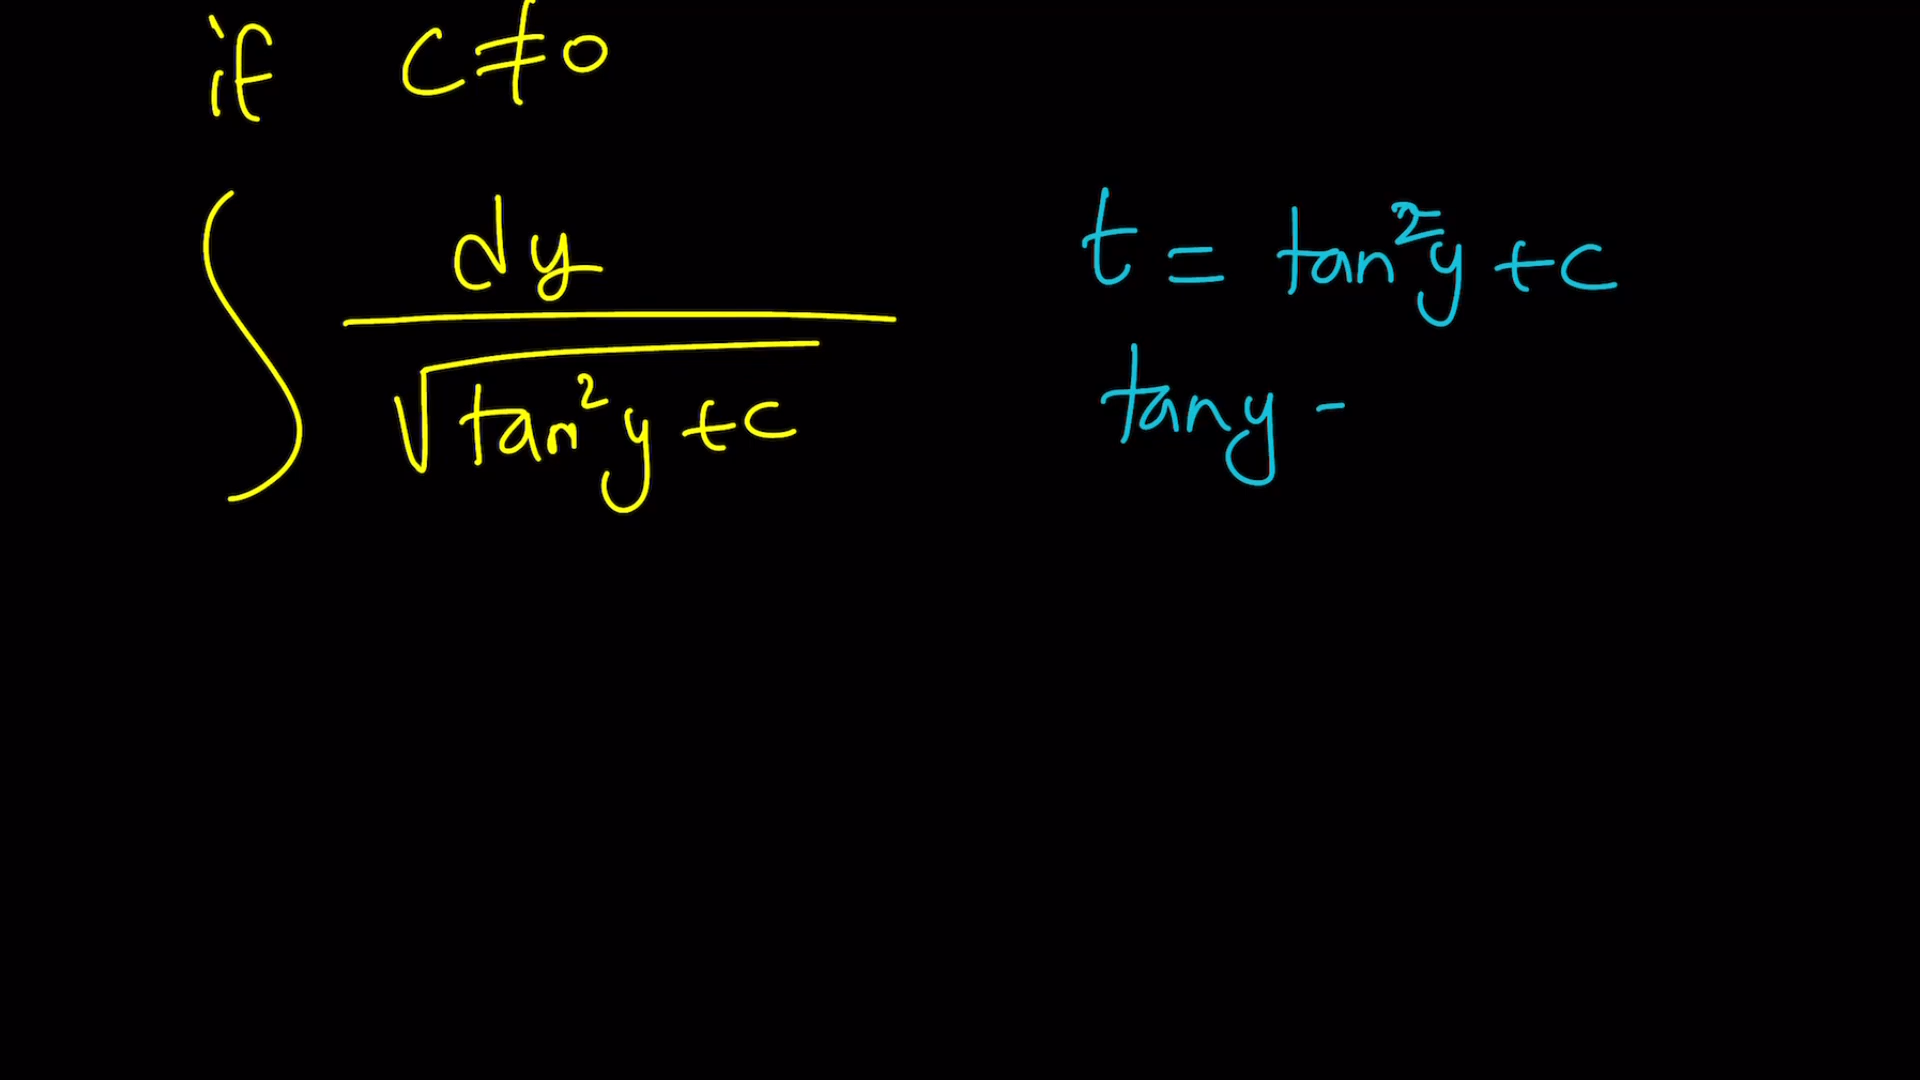 if c≠0
∫ dy / √(tan²y + c)
t = tan²y + c
tany -